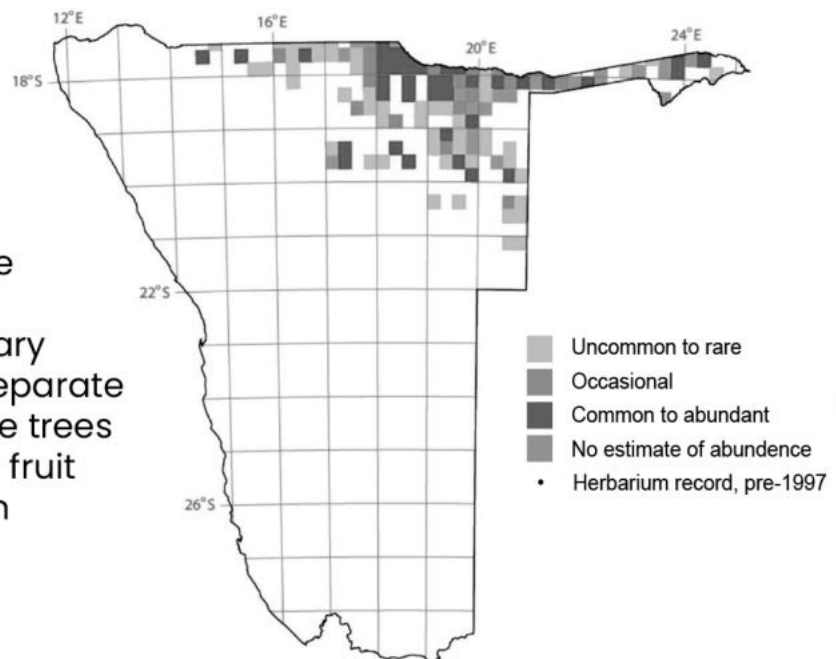 12°E
16°E
20°E
24°E
18°S
22°S
26°S
e
ary
eparate
e trees
fruit
n
Uncommon to rare
Occasional
Common to abundant
No estimate of abundence
Herbarium record, pre-1997